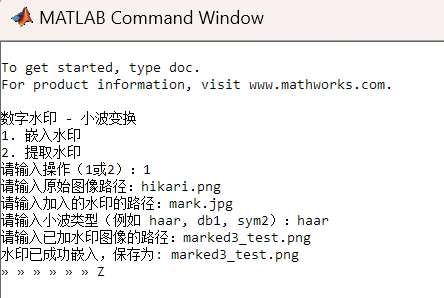 MATLAB Command Window
To get started, type doc.
For product information, visit www.mathworks.com.
数字水印 - 小波变换
1. 嵌入水印
2. 提取水印
请输入操作（1或2）：1
请输入原始图像路径：hikari.png
请输入加入的水印的路径：mark.jpg
请输入小波类型（例如 haar, db1, sym2）：haar
请输入已加水印图像的路径：marked3_test.png
水印已成功嵌入，保存为: marked3_test.png
» » » » » » Z